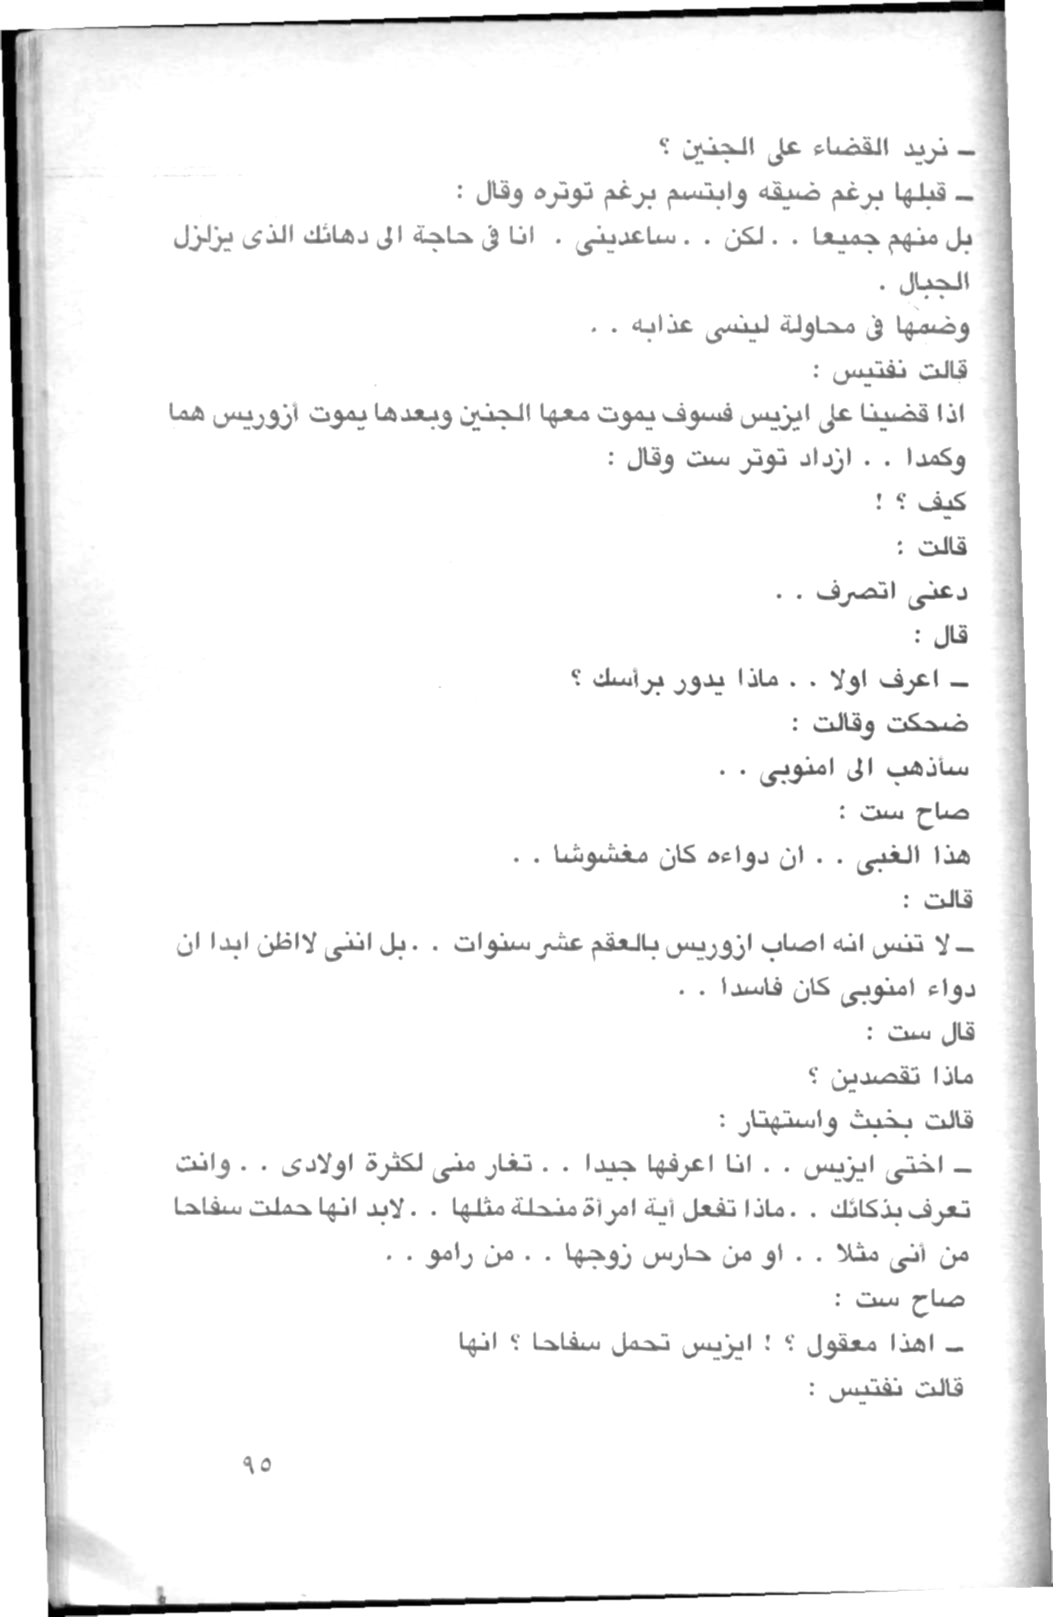 ـ نريد القضاء على الجنين ؟
ـ قبلها برغم ضيقه وابتسم برغم توتره وقال :
بل منهم جميعا . . لكن . . ساعدينى . انا فى حاجة الى دهائك الذى يزلزل
الجبال .
وضمها فى محاولة لينسى عذابه . .
قالت نفتيس :
اذا قضينا على ايزيس فسوف يموت معها الجنين وبعدها يموت أزوريس هما
وكمدا . . ازداد توتر ست وقال :
كيف ؟ !
قالت :
دعنى اتصرف . .
قال :
ـ اعرف اولا . . ماذا يدور برأسك ؟
ضحكت وقالت :
سأذهب الى امنوبى . .
صاح ست :
هذا الغبى . . ان دواءه كان مغشوشا . .
قالت :
ـ لا تنس انه اصاب ازوريس بالعقم عشر سنوات . . بل اننى لااظن ابدا ان
دواء امنوبى كان فاسدا . .
قال ست :
ماذا تقصدين ؟
قالت بخبث واستهتار :
ـ اختى ايزيس . . انا اعرفها جيدا . . تغار منى لكثرة اولادى . . وانت
تعرف بذكائك . . ماذا تفعل أية امرأة منحلة مثلها . . لابد انها حملت سفاحا
من أنى مثلا . . او من حارس زوجها . . من رامو . .
صاح ست :
ـ اهذا معقول ؟ ! ايزيس تحمل سفاحا ؟ انها
قالت نفتيس :
٩٥